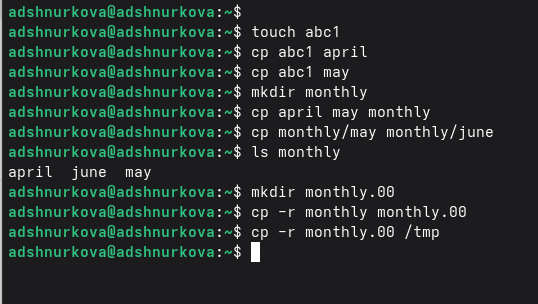 adshnurkova@adshnurkova:~$
adshnurkova@adshnurkova:~$ touch abc1
adshnurkova@adshnurkova:~$ cp abc1 april
adshnurkova@adshnurkova:~$ cp abc1 may
adshnurkova@adshnurkova:~$ mkdir monthly
adshnurkova@adshnurkova:~$ cp april may monthly
adshnurkova@adshnurkova:~$ cp monthly/may monthly/june
adshnurkova@adshnurkova:~$ ls monthly
april  june  may
adshnurkova@adshnurkova:~$ mkdir monthly.00
adshnurkova@adshnurkova:~$ cp -r monthly monthly.00
adshnurkova@adshnurkova:~$ cp -r monthly.00 /tmp
adshnurkova@adshnurkova:~$